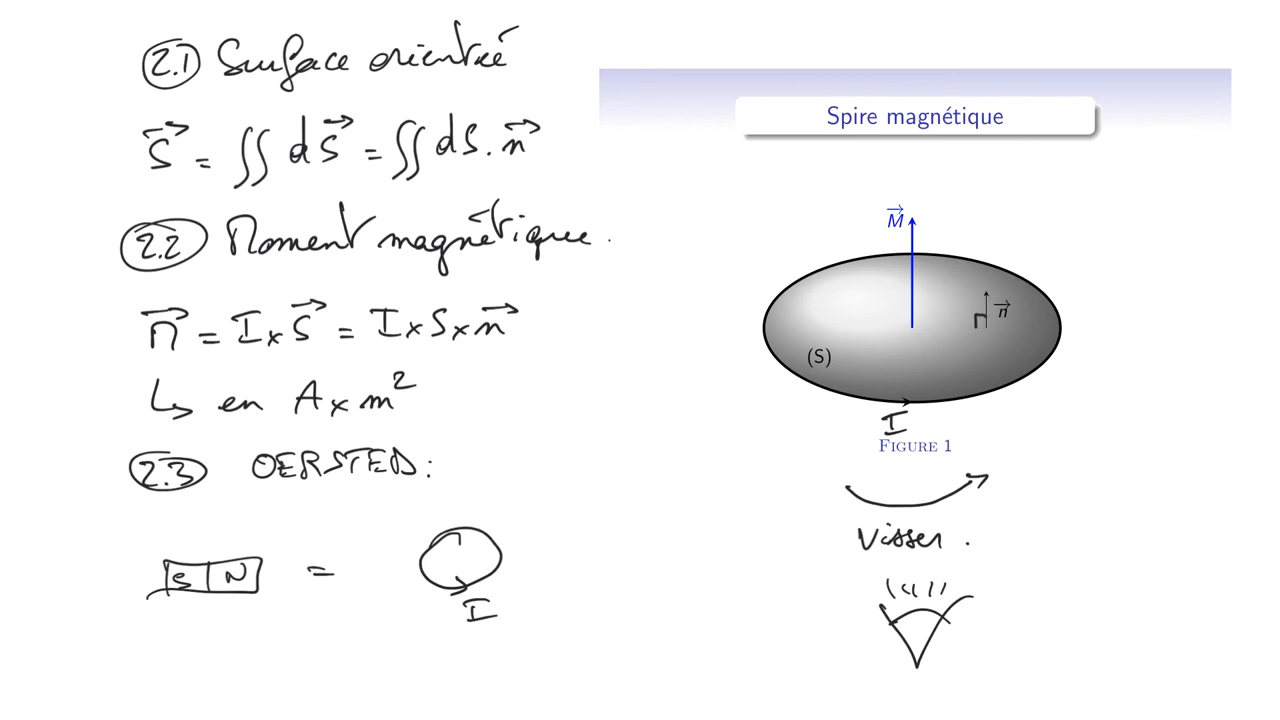 2.1 Surface orienté
S⃗ = ∬ dS⃗ = ∬ dS. n⃗
2.2 Moment magnétique.
M⃗ = I x S⃗ = I x S x n⃗
↳ en A x m²
2.3 OERSTED :
S N = I
Spire magnétique
M⃗
n⃗
(S)
I
FIGURE 1
Visser.